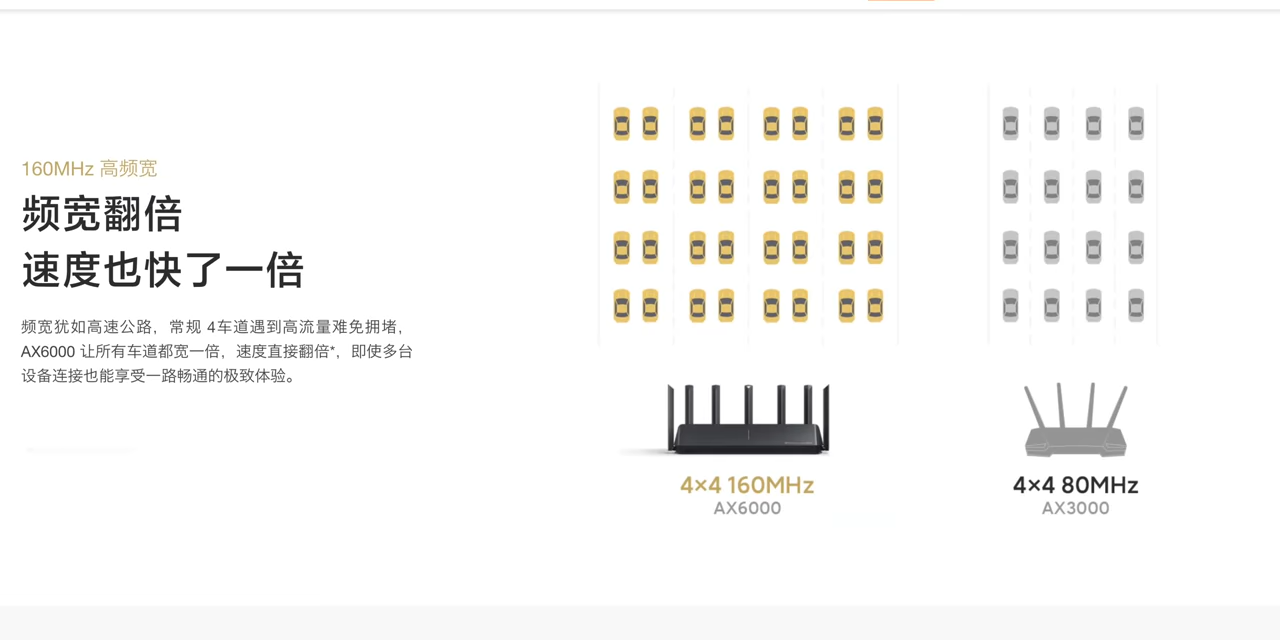 160MHz 高频宽
频宽翻倍
速度也快了一倍
频宽犹如高速公路，常规 4车道遇到高流量难免拥堵，
AX6000 让所有车道都宽一倍，速度直接翻倍*，即使多台
设备连接也能享受一路畅通的极致体验。
4×4 160MHz
AX6000
4×4 80MHz
AX3000